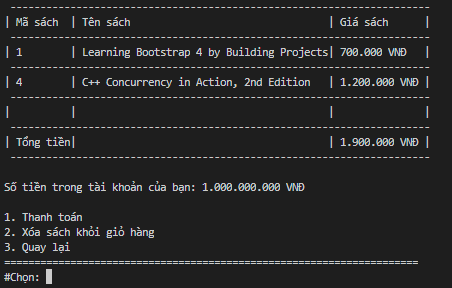 | Mã sách | Tên sách | Giá sách |
| 1 | Learning Bootstrap 4 by Building Projects| 700.000 VNĐ |
| 4 | C++ Concurrency in Action, 2nd Edition | 1.200.000 VNĐ |
| | | |
| Tổng tiền| | 1.900.000 VNĐ |
Số tiền trong tài khoản của bạn: 1.000.000.000 VNĐ
1. Thanh toán
2. Xóa sách khỏi giỏ hàng
3. Quay lại
#Chọn: